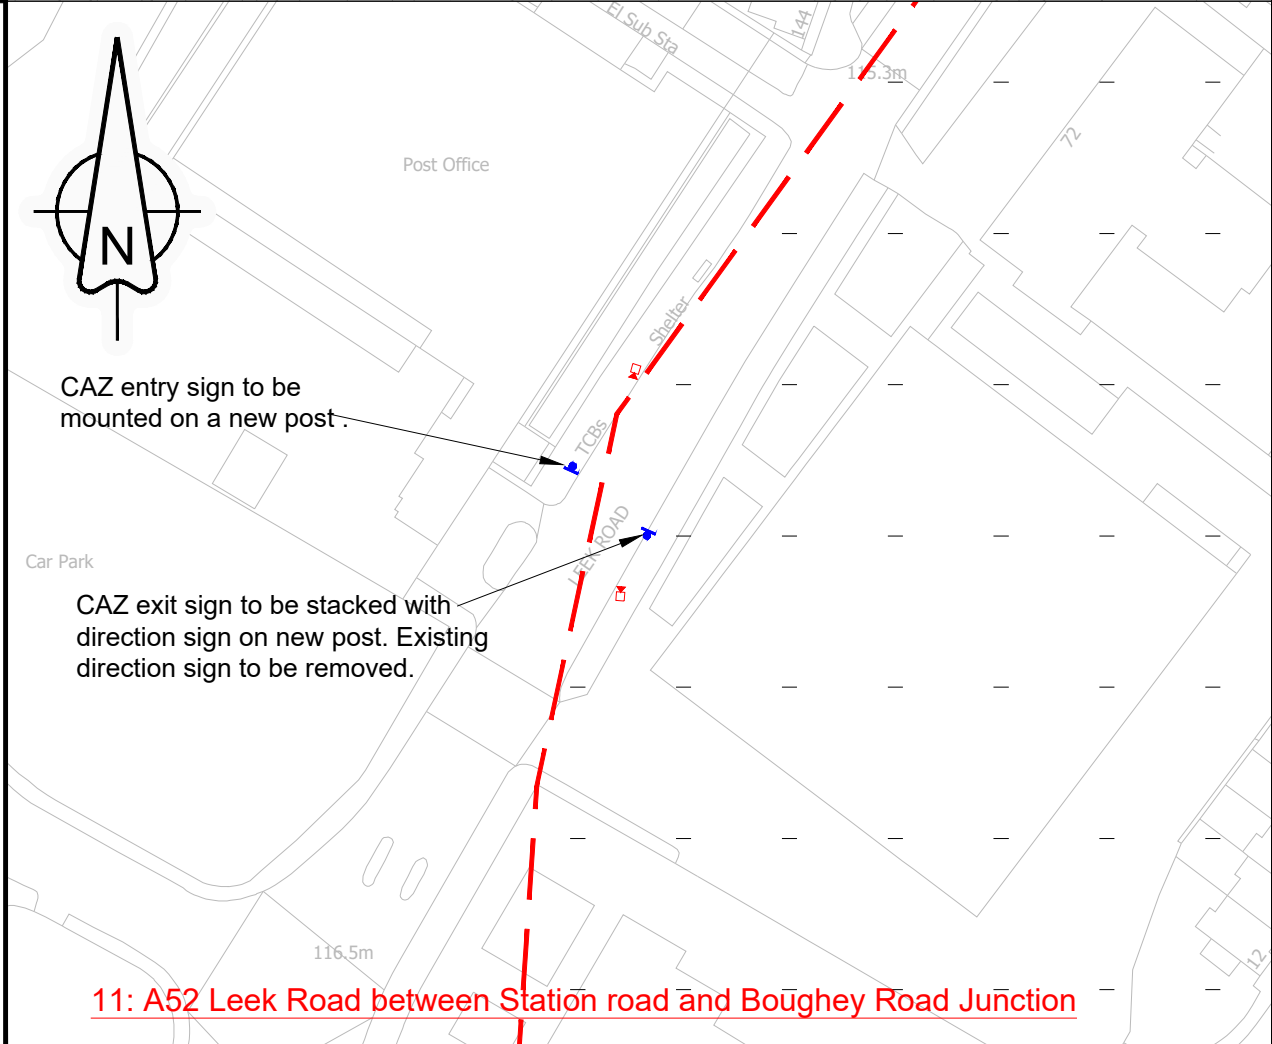 El Sub Sta
144
115.3m
72
Post Office
N
Shelter
CAZ entry sign to be
mounted on a new post .
TCBs
LEEK ROAD
Car Park
CAZ exit sign to be stacked with
direction sign on new post. Existing
direction sign to be removed.
116.5m
12
11: A52 Leek Road between Station road and Boughey Road Junction